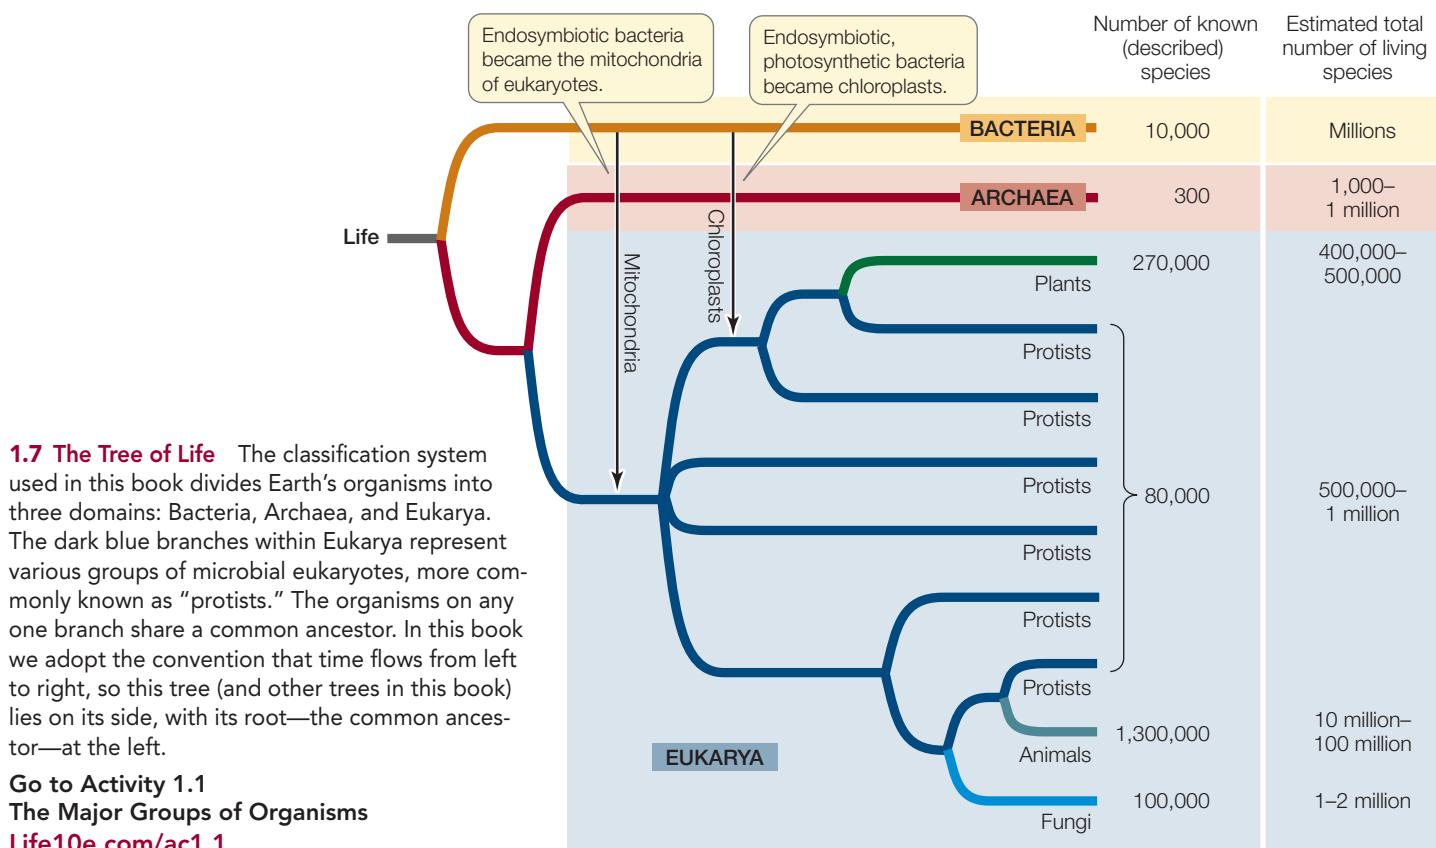 Number of known
(described)
species
Estimated total
number of living
species
Endosymbiotic bacteria
became the mitochondria
of eukaryotes.
Endosymbiotic,
photosynthetic bacteria
became chloroplasts.
BACTERIA
10,000
Millions
ARCHAEA
300
1,000–
1 million
Life
Chloroplasts
Mitochondria
Plants
270,000
400,000–
500,000
Protists
Protists
Protists
Protists
Protists
Protists
80,000
500,000–
1 million
Animals
1,300,000
10 million–
100 million
EUKARYA
Fungi
100,000
1–2 million
1.7 The Tree of Life The classification system
used in this book divides Earth’s organisms into
three domains: Bacteria, Archaea, and Eukarya.
The dark blue branches within Eukarya represent
various groups of microbial eukaryotes, more com-
monly known as “protists.” The organisms on any
one branch share a common ancestor. In this book
we adopt the convention that time flows from left
to right, so this tree (and other trees in this book)
lies on its side, with its root—the common ances-
tor—at the left.
Go to Activity 1.1
The Major Groups of Organisms
Life10e.com/ac1.1